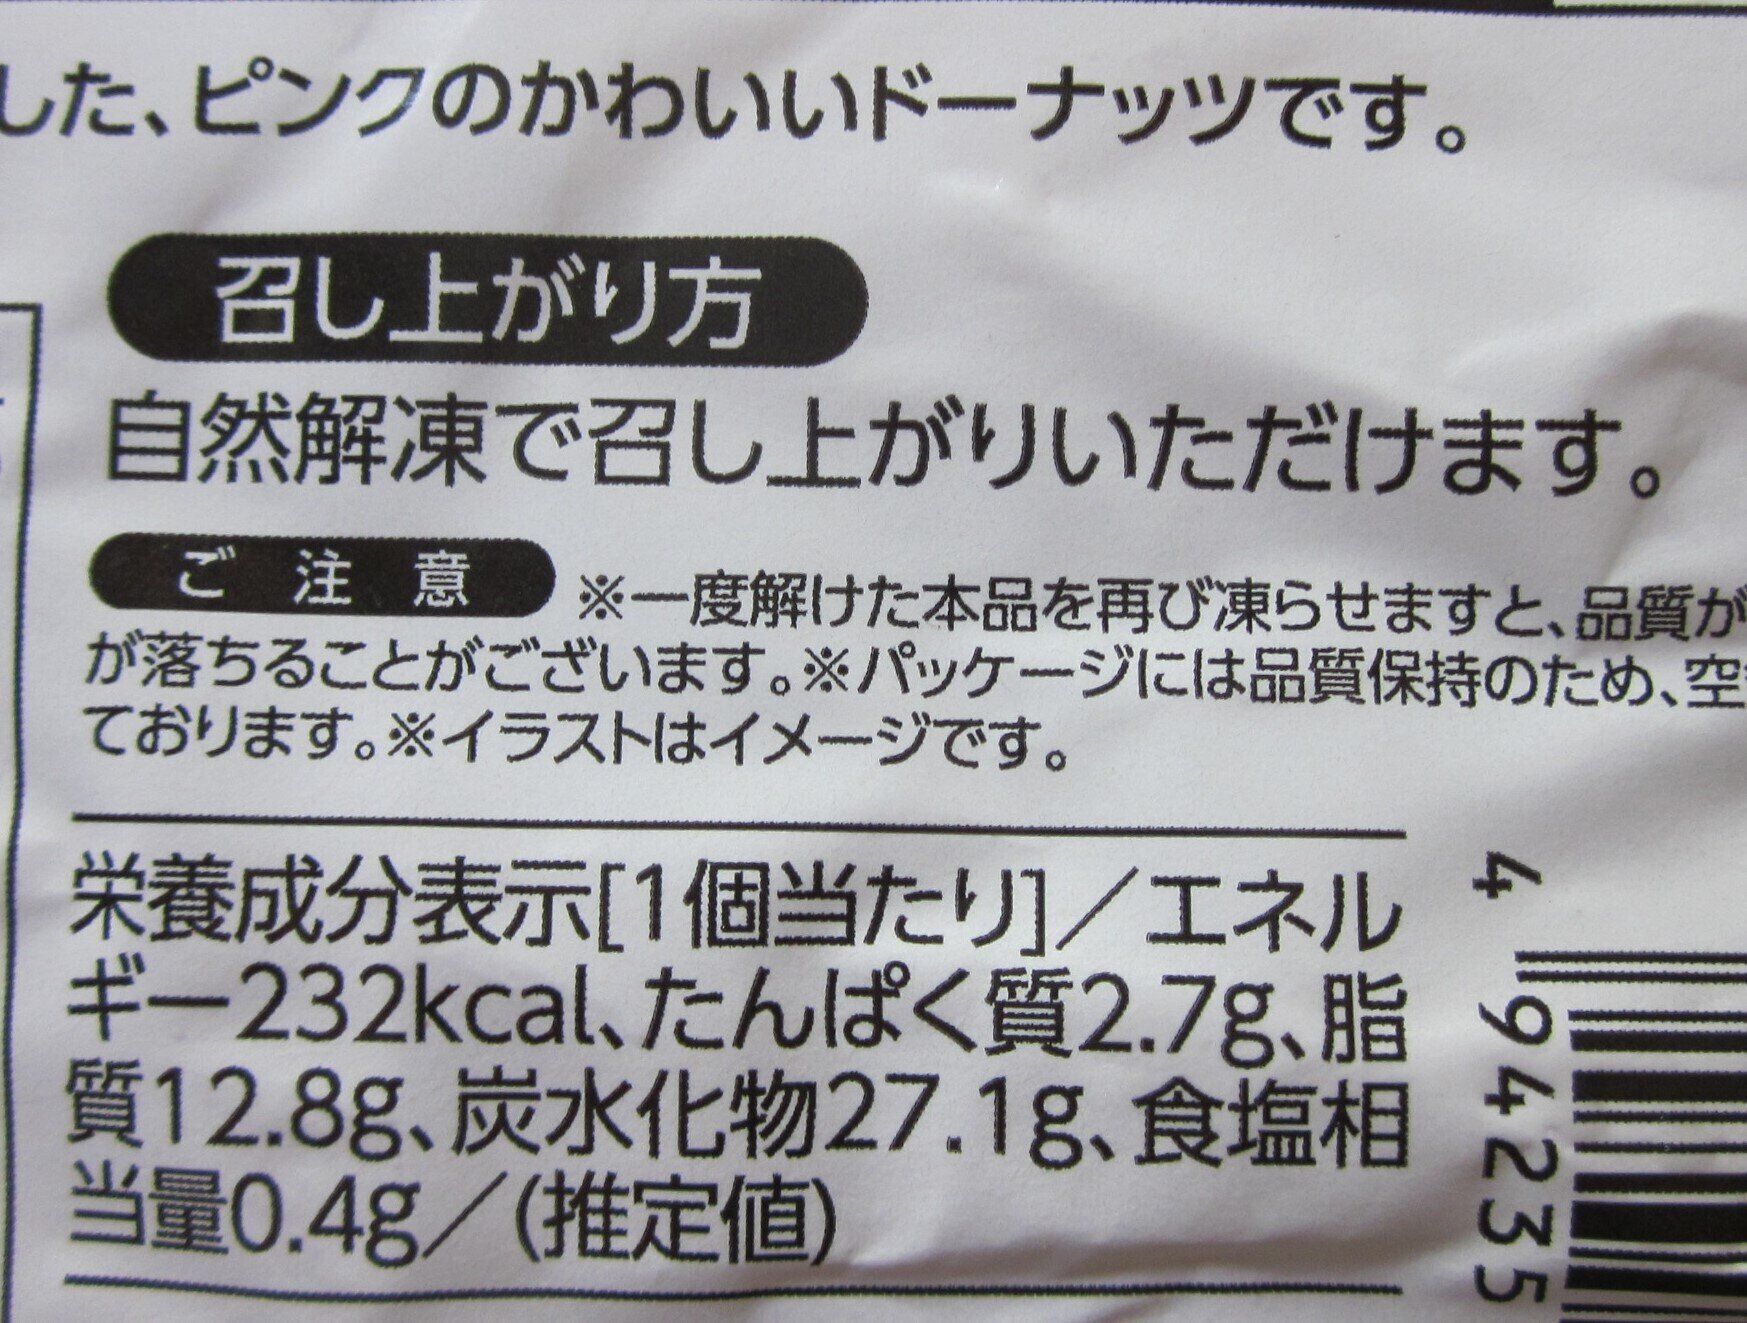 した、ピンクのかわいいドーナッツです。
召し上がり方
自然解凍で召し上がりいただけます。
ご注意 ※一度解けた本品を再び凍らせますと、品質が
が落ちることがございます。※パッケージには品質保持のため、空
ております。※イラストはイメージです。
栄養成分表示[1個当たり]／エネル
ギー232kcal、たんぱく質2.7g、脂
質12.8g、炭水化物27.1g、食塩相
当量0.4g／(推定値)
4 942355